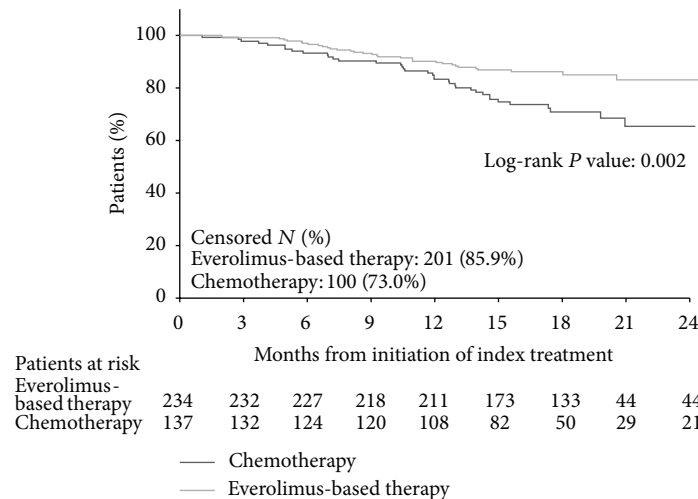 100
80
60
40
20
0
Patients (%)
Log-rank P value: 0.002
Censored N (%)
Everolimus-based therapy: 201 (85.9%)
Chemotherapy: 100 (73.0%)
0 3 6 9 12 15 18 21 24
Months from initiation of index treatment
Patients at risk
Everolimus-
based therapy 234 232 227 218 211 173 133 44 44
Chemotherapy 137 132 124 120 108 82 50 29 21
Chemotherapy
Everolimus-based therapy